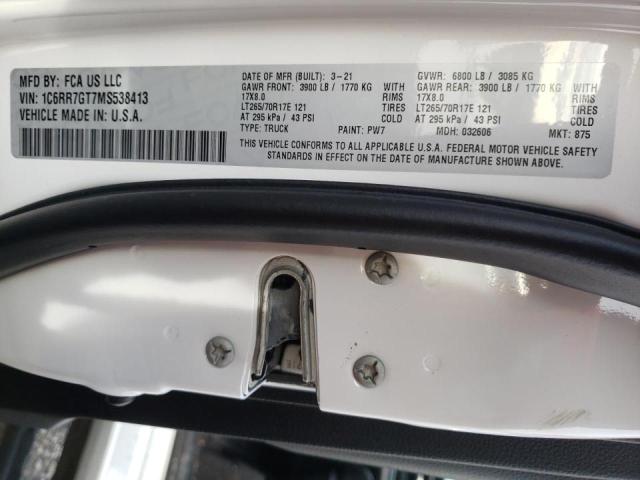 MFD BY: FCA US LLC
VIN: 1C6RR7GT7MS538413
VEHICLE MADE IN: U.S.A.
DATE OF MFR (BUILT): 3-21 GVWR: 6800 LB / 3085 KG
GAWR FRONT: 3900 LB / 1770 KG WITH GAWR REAR: 3900 LB / 1770 KG WITH
17X8.0 RIMS 17X8.0 RIMS
LT265/70R17E 121 TIRES LT265/70R17E 121 TIRES
AT 295 kPa / 43 PSI COLD AT 295 kPa / 43 PSI COLD
TYPE: TRUCK PAINT: PW7 MDH: 032606 MKT: 875
THIS VEHICLE CONFORMS TO ALL APPLICABLE U.S.A. FEDERAL MOTOR VEHICLE SAFETY
STANDARDS IN EFFECT ON THE DATE OF MANUFACTURE SHOWN ABOVE.